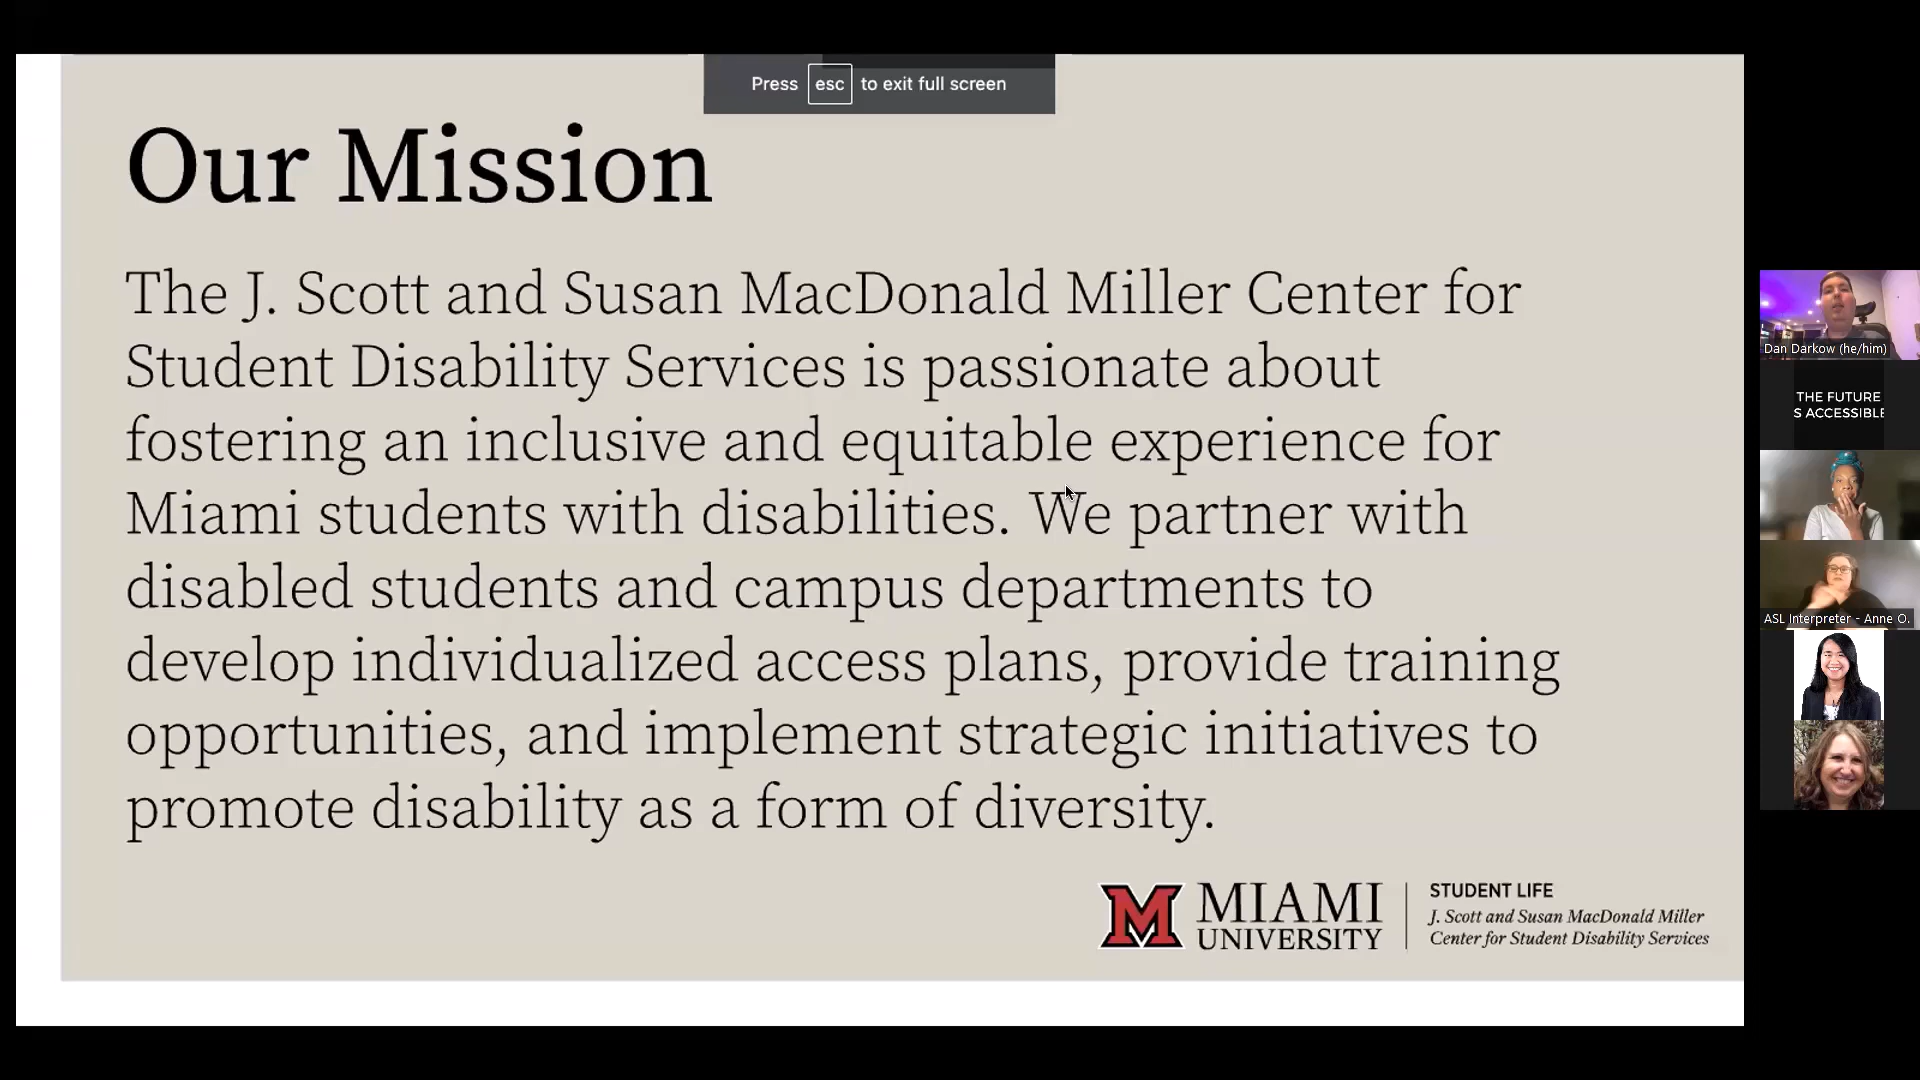 Press esc to exit full screen
Our Mission
The J. Scott and Susan MacDonald Miller Center for
Student Disability Services is passionate about
fostering an inclusive and equitable experience for
Miami students with disabilities. We partner with
disabled students and campus departments to
develop individualized access plans, provide training
opportunities, and implement strategic initiatives to
promote disability as a form of diversity.
M MIAMI
UNIVERSITY
STUDENT LIFE
J. Scott and Susan MacDonald Miller
Center for Student Disability Services
Dan Darkow (he/him)
THE FUTURE
S ACCESSIBLE
ASL Interpreter - Anne O.